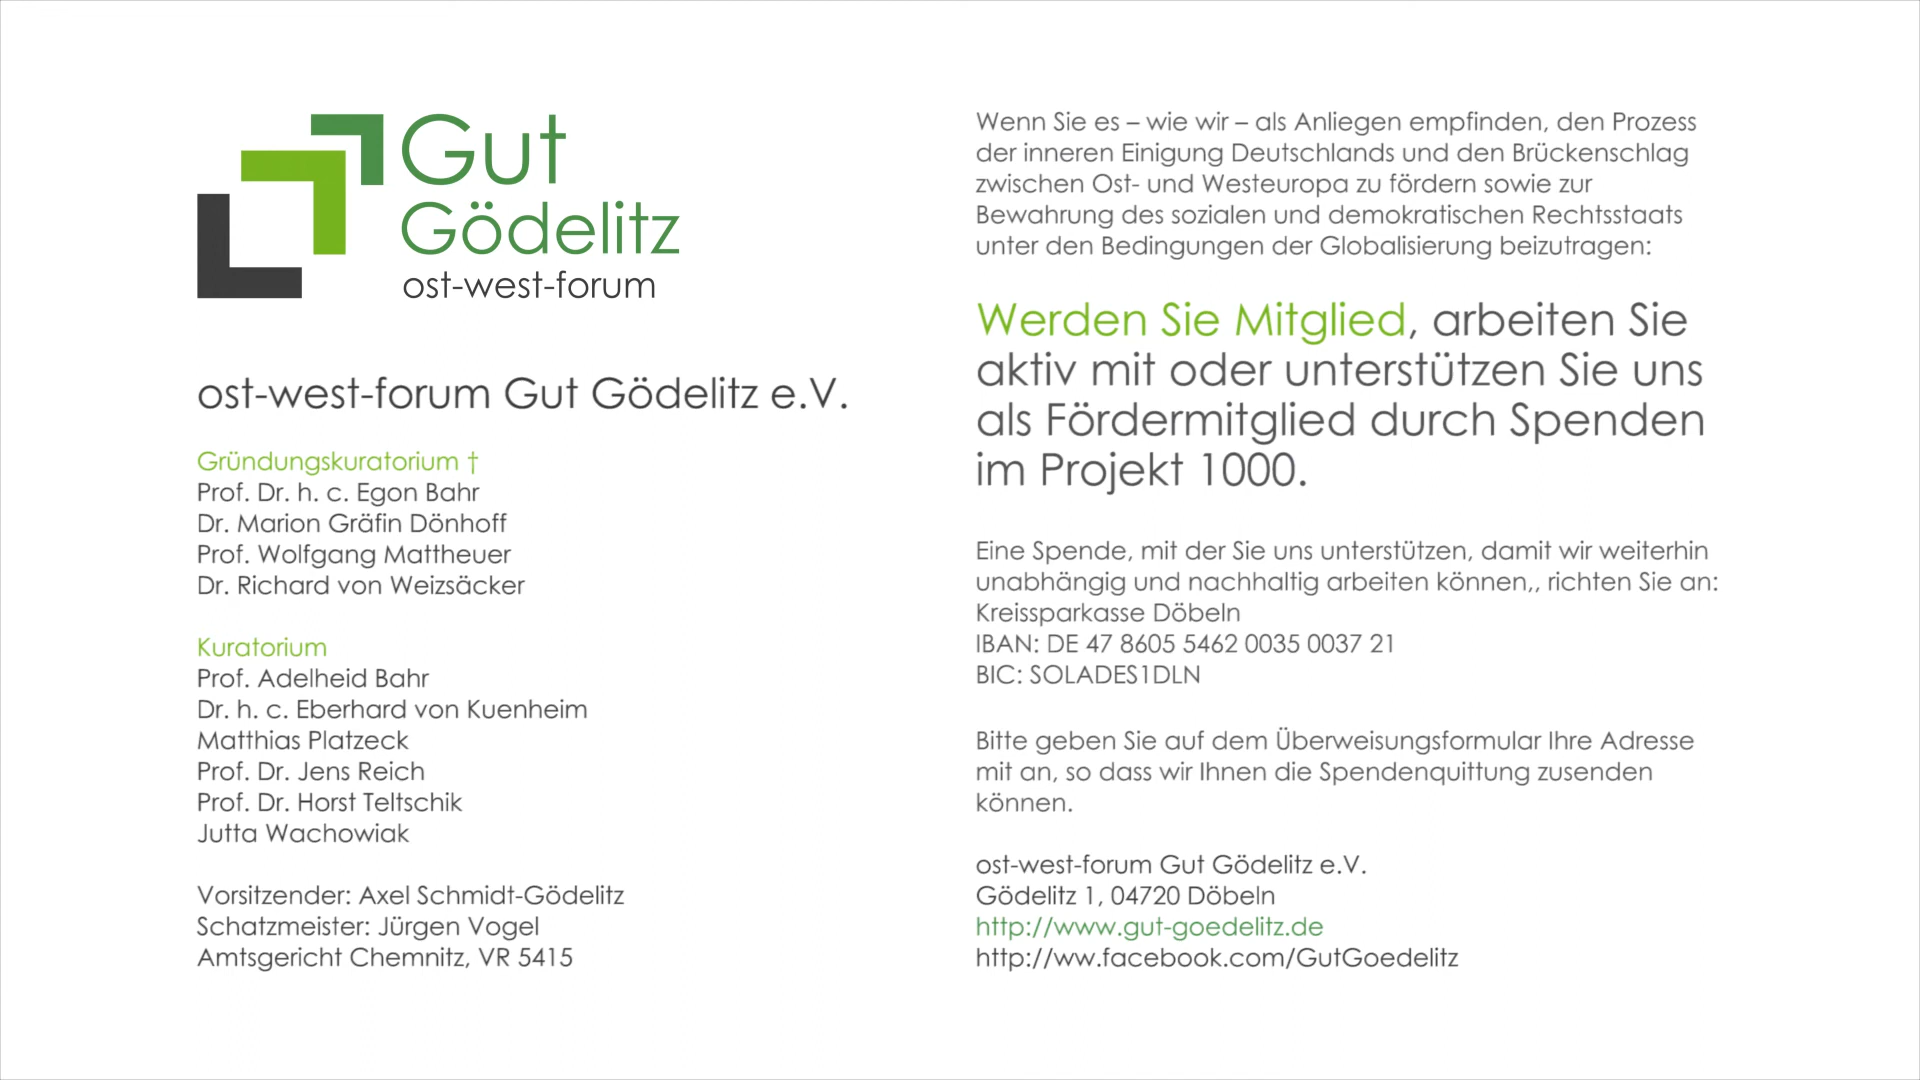 Gut
Gödelitz
ost-west-forum
ost-west-forum Gut Gödelitz e.V.
Gründungskuratorium †
Prof. Dr. h. c. Egon Bahr
Dr. Marion Gräfin Dönhoff
Prof. Wolfgang Mattheuer
Dr. Richard von Weizsäcker
Kuratorium
Prof. Adelheid Bahr
Dr. h. c. Eberhard von Kuenheim
Matthias Platzeck
Prof. Dr. Jens Reich
Prof. Dr. Horst Teltschik
Jutta Wachowiak
Vorsitzender: Axel Schmidt-Gödelitz
Schatzmeister: Jürgen Vogel
Amtsgericht Chemnitz, VR 5415
Wenn Sie es – wie wir – als Anliegen empfinden, den Prozess
der inneren Einigung Deutschlands und den Brückenschlag
zwischen Ost- und Westeuropa zu fördern sowie zur
Bewahrung des sozialen und demokratischen Rechtsstaats
unter den Bedingungen der Globalisierung beizutragen:
Werden Sie Mitglied, arbeiten Sie
aktiv mit oder unterstützen Sie uns
als Fördermitglied durch Spenden
im Projekt 1000.
Eine Spende, mit der Sie uns unterstützen, damit wir weiterhin
unabhängig und nachhaltig arbeiten können,, richten Sie an:
Kreissparkasse Döbeln
IBAN: DE 47 8605 5462 0035 0037 21
BIC: SOLADES1DLN
Bitte geben Sie auf dem Überweisungsformular Ihre Adresse
mit an, so dass wir Ihnen die Spendenquittung zusenden
können.
ost-west-forum Gut Gödelitz e.V.
Gödelitz 1, 04720 Döbeln
http://www.gut-goedelitz.de
http://ww.facebook.com/GutGoedelitz